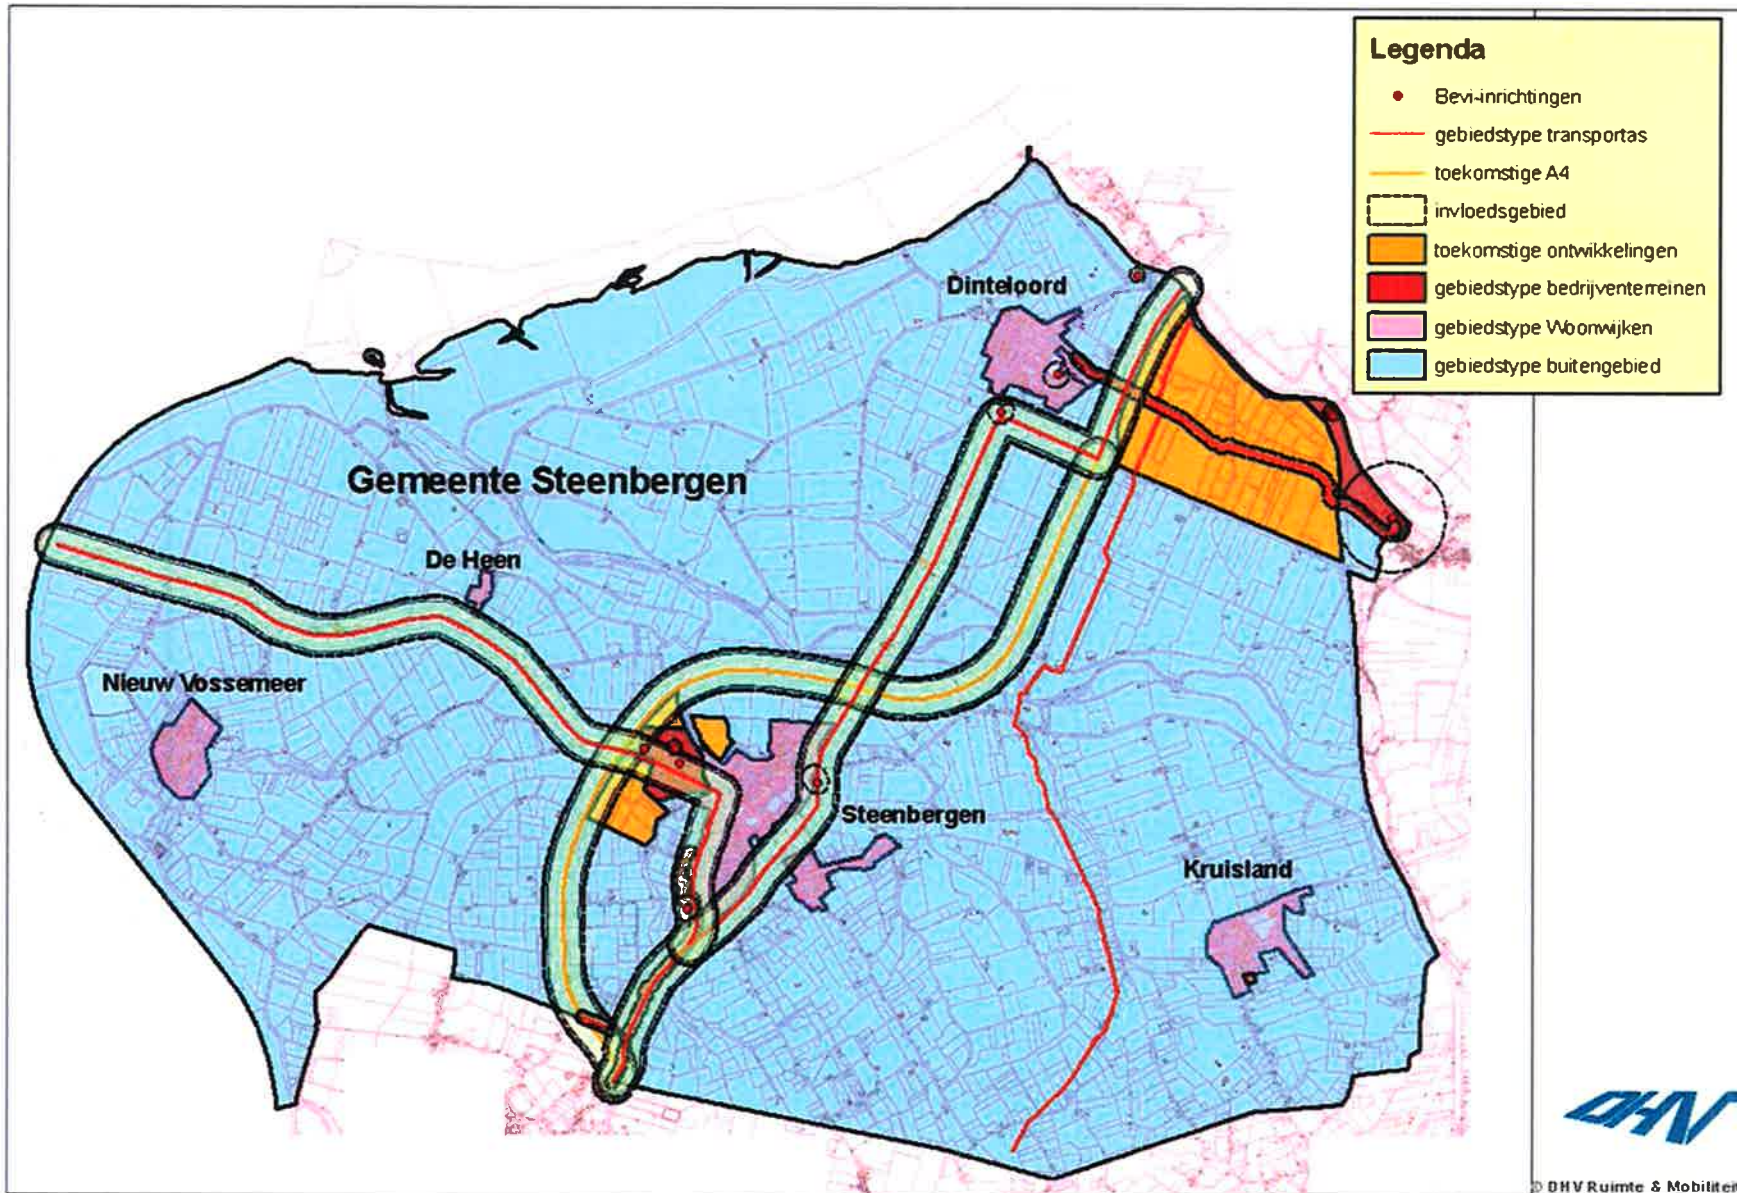 Legenda
Bevi-inrichtingen
gebiedstype transportas
toekomstige A4
invloedsgebied
toekomstige ontwikkelingen
gebiedstype bedrijventerreinen
gebiedstype Woonwijken
gebiedstype buitengebied
Dinteloord
Gemeente Steenbergen
De Heen
Nieuw Vossemeer
Steenbergen
Kruisland
DHV
© DHV Ruimte & Mobiliteit